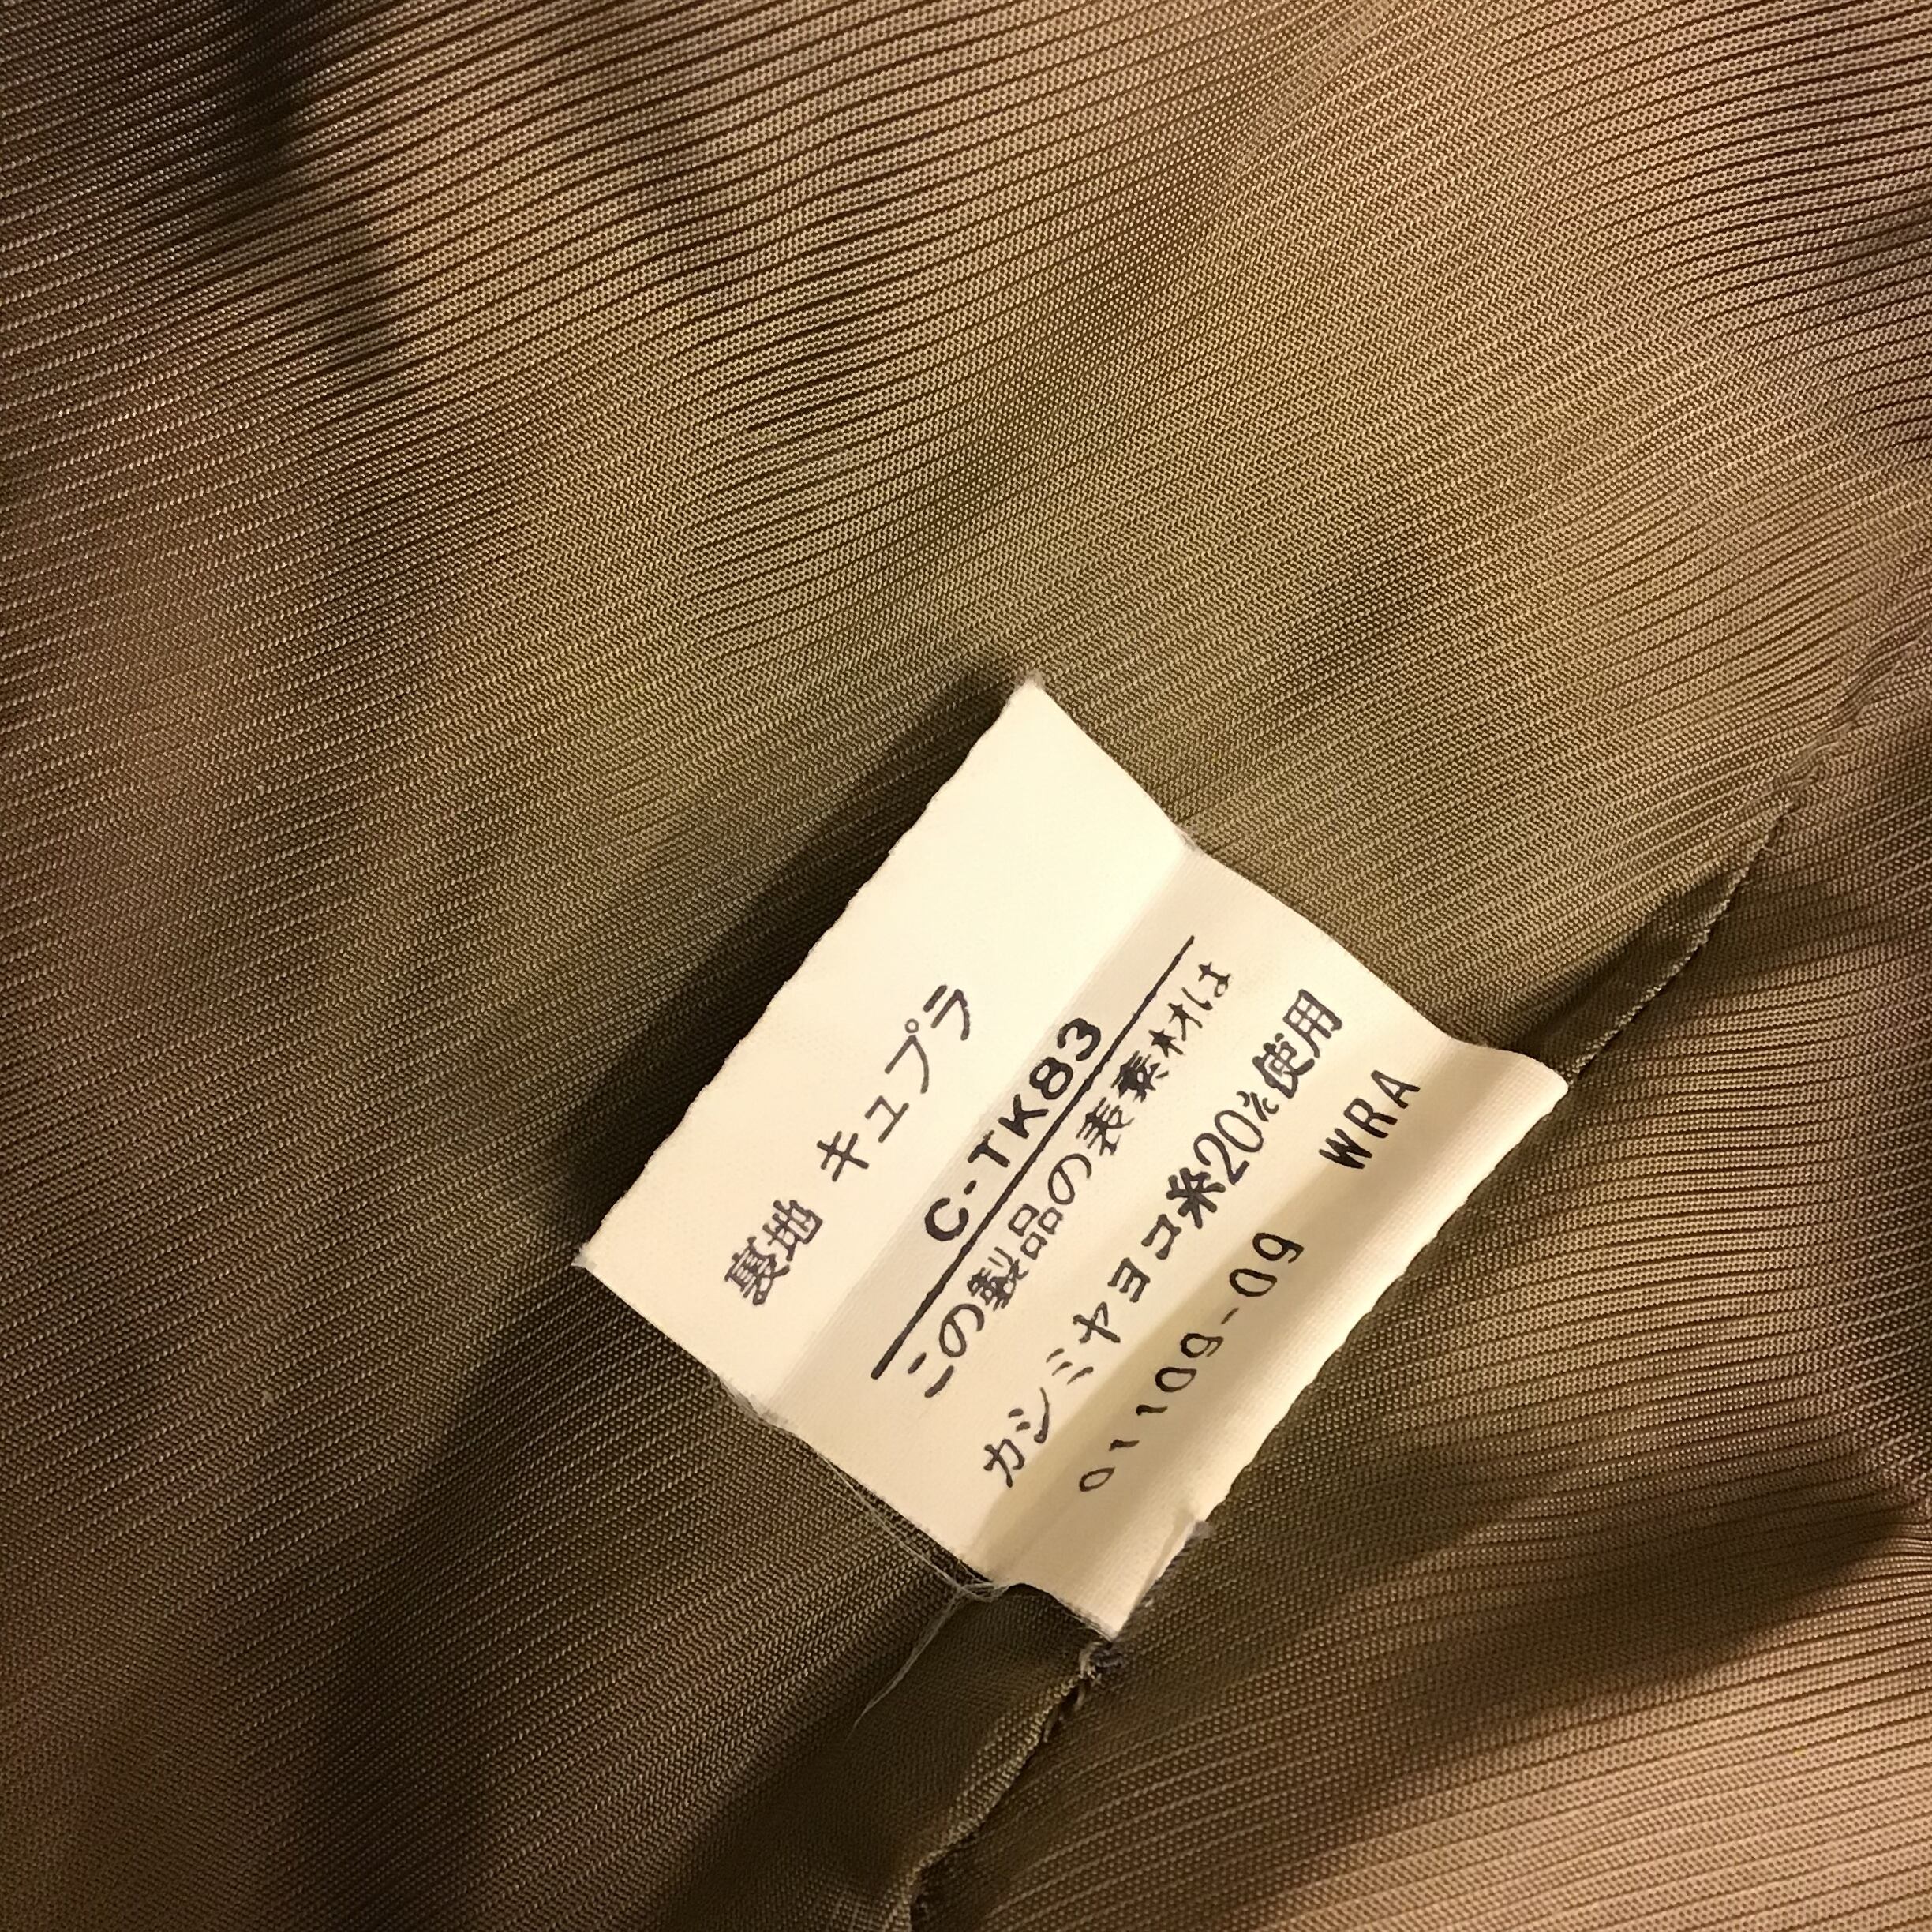 裏地 キュプラ
C-TK83
この製品の表素材は
カシミヤヨコ糸20%使用
01109-09 WRA